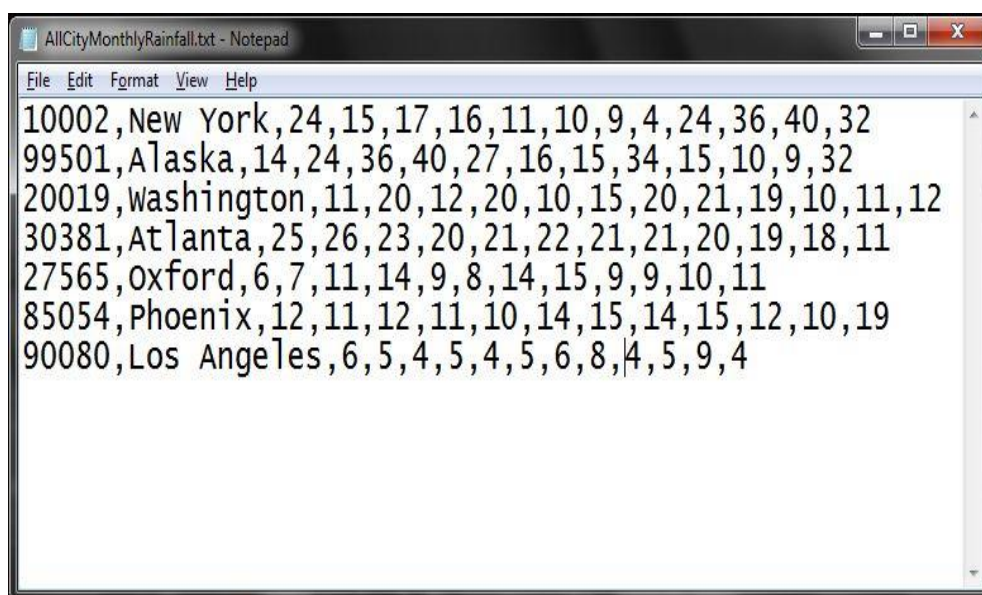 AllCityMonthlyRainfall.txt - Notepad
File Edit Format View Help
10002,New York,24,15,17,16,11,10,9,4,24,36,40,32
99501,Alaska,14,24,36,40,27,16,15,34,15,10,9,32
20019,Washington,11,20,12,20,10,15,20,21,19,10,11,12
30381,Atlanta,25,26,23,20,21,22,21,21,20,19,18,11
27565,Oxford,6,7,11,14,9,8,14,15,9,9,10,11
85054,Phoenix,12,11,12,11,10,14,15,14,15,12,10,19
90080,Los Angeles,6,5,4,5,4,5,6,8,4,5,9,4